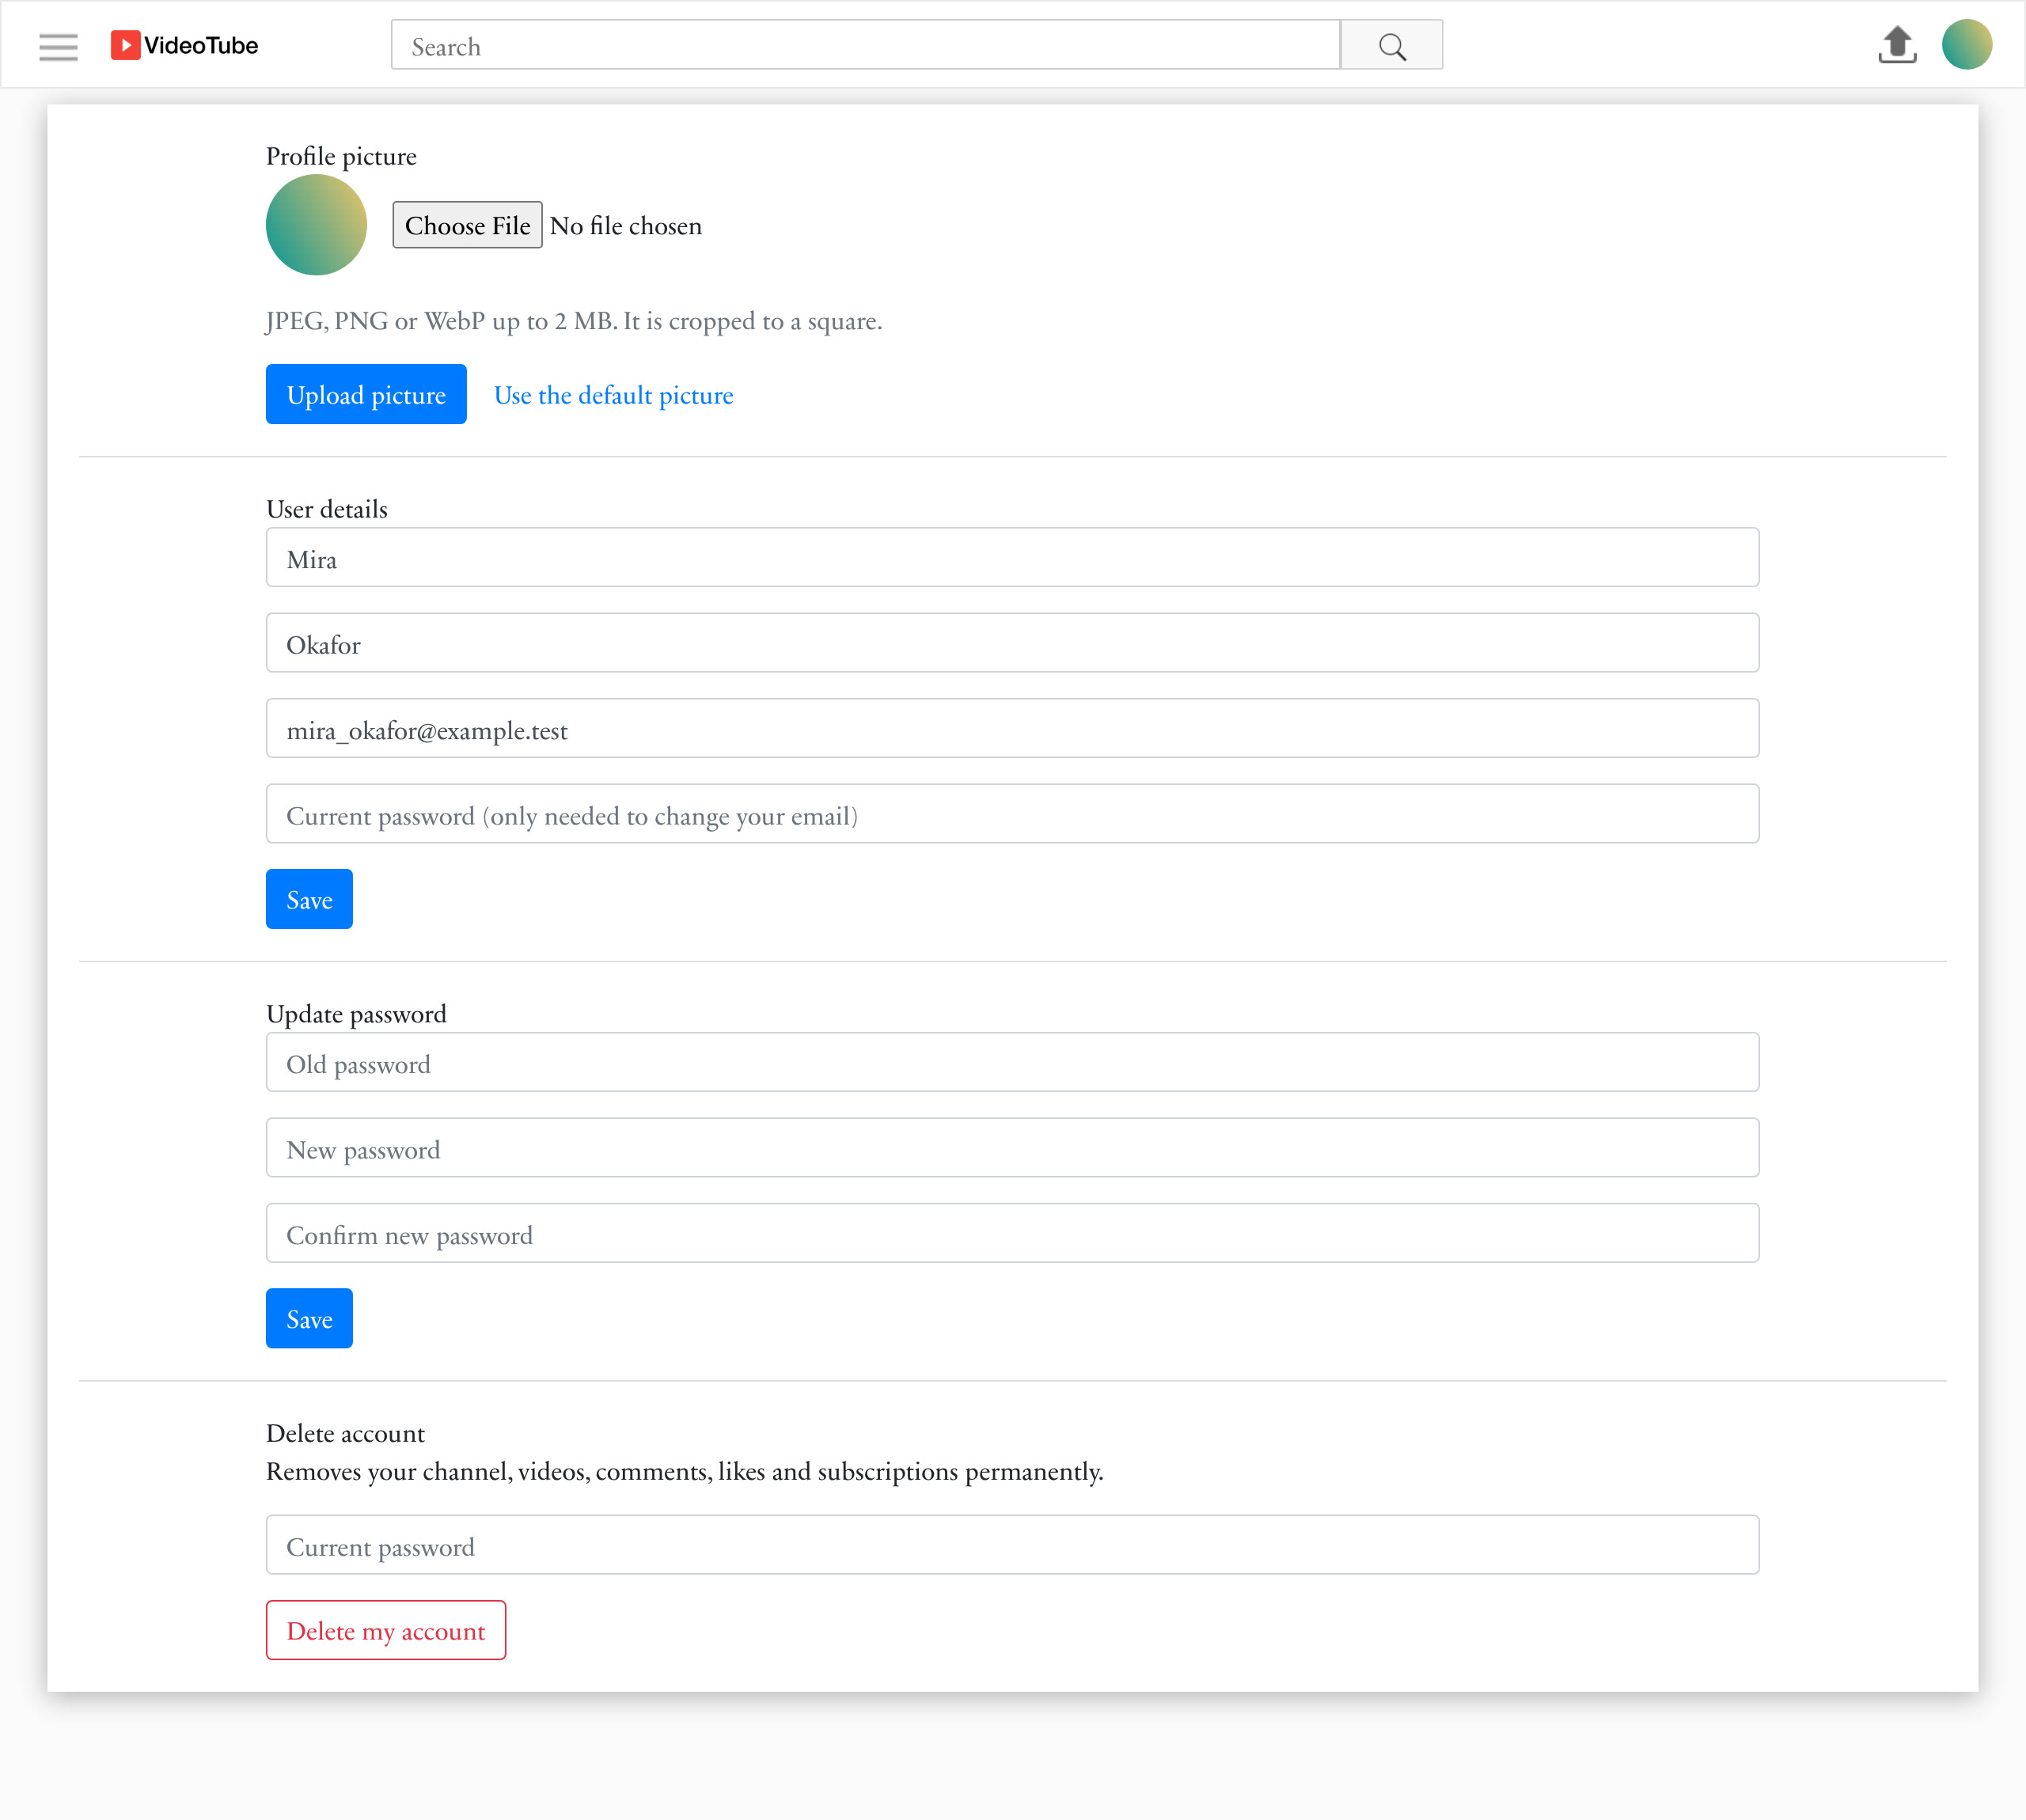 VideoTube
Search
Profile picture
Choose File No file chosen
JPEG, PNG or WebP up to 2 MB. It is cropped to a square.
Upload picture Use the default picture
User details
Mira
Okafor
mira_okafor@example.test
Current password (only needed to change your email)
Save
Update password
Old password
New password
Confirm new password
Save
Delete account
Removes your channel, videos, comments, likes and subscriptions permanently.
Current password
Delete my account